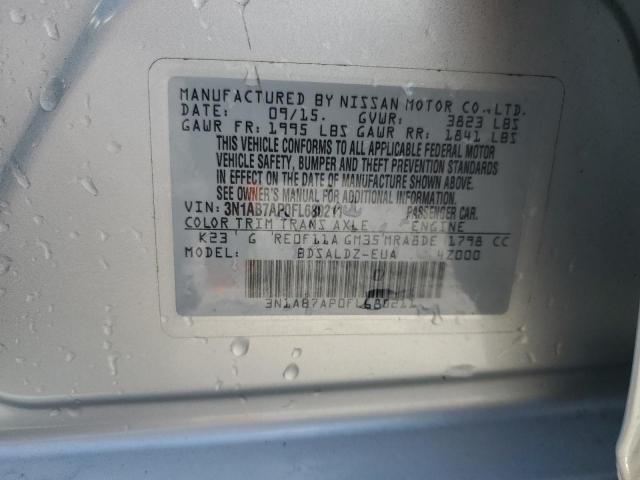 MANUFACTURED BY NISSAN MOTOR CO.,LTD.
DATE: 09/15. GVWR: 3823 LBS
GAWR FR: 1995 LBS GAWR RR: 1841 LBS
THIS VEHICLE CONFORMS TO ALL APPLICABLE FEDERAL MOTOR
VEHICLE SAFETY, BUMPER AND THEFT PREVENTION STANDARDS
IN EFFECT ON THE DATE OF MANUFACTURE SHOWN ABOVE.
SEE OWNER'S MANUAL FOR ADDITIONAL INFORMATION
VIN: 3N1AB7AP0FL680211 PASSENGER CAR.
COLOR TRIM TRANS AXLE ENGINE
K23 G RE0F11A GM35 MRA8DE 1798 CC
MODEL: BDSALDZ-EUA 4Z000
3N1AB7AP0FL680211